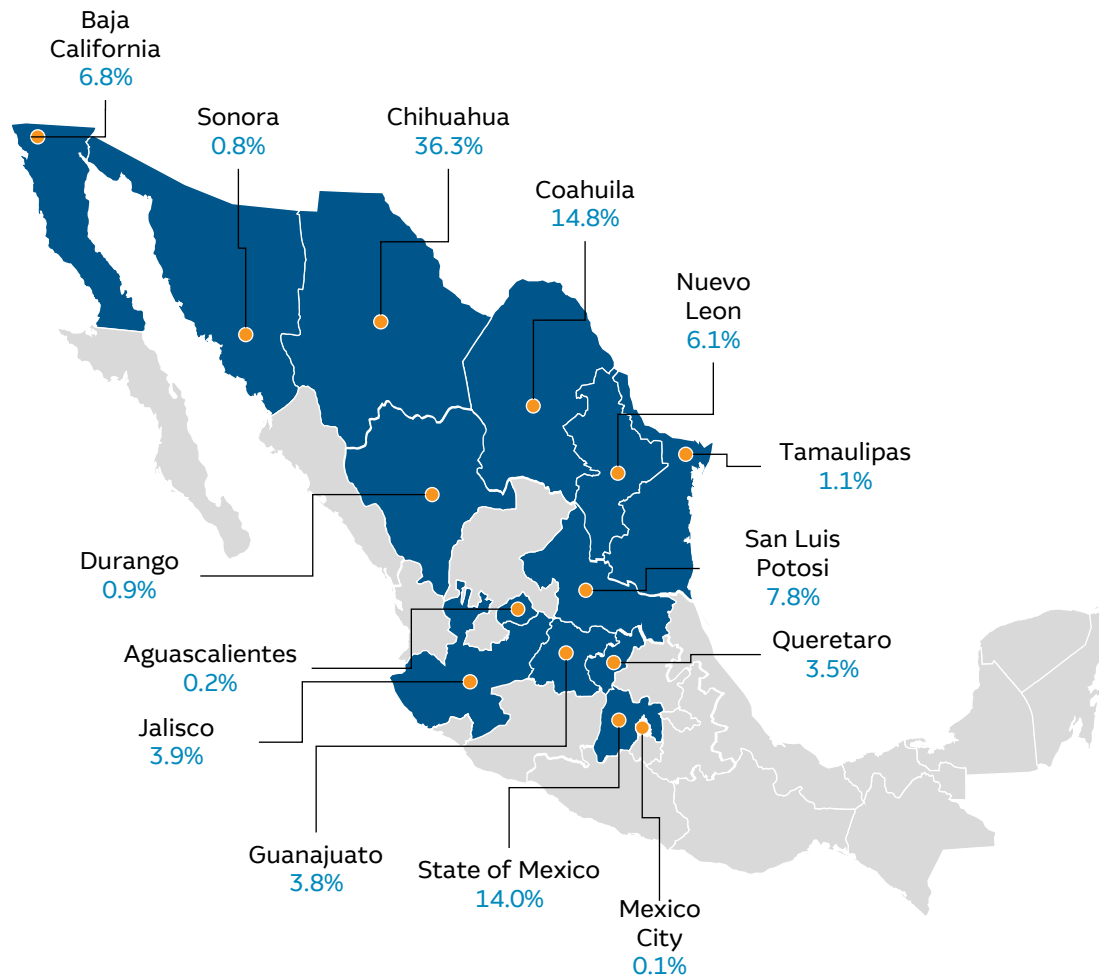 Baja
California
6.8%
Sonora
0.8%
Chihuahua
36.3%
Coahuila
14.8%
Nuevo
Leon
6.1%
Tamaulipas
1.1%
San Luis
Potosi
7.8%
Durango
0.9%
Queretaro
3.5%
Aguascalientes
0.2%
Jalisco
3.9%
Guanajuato
3.8%
State of Mexico
14.0%
Mexico
City
0.1%